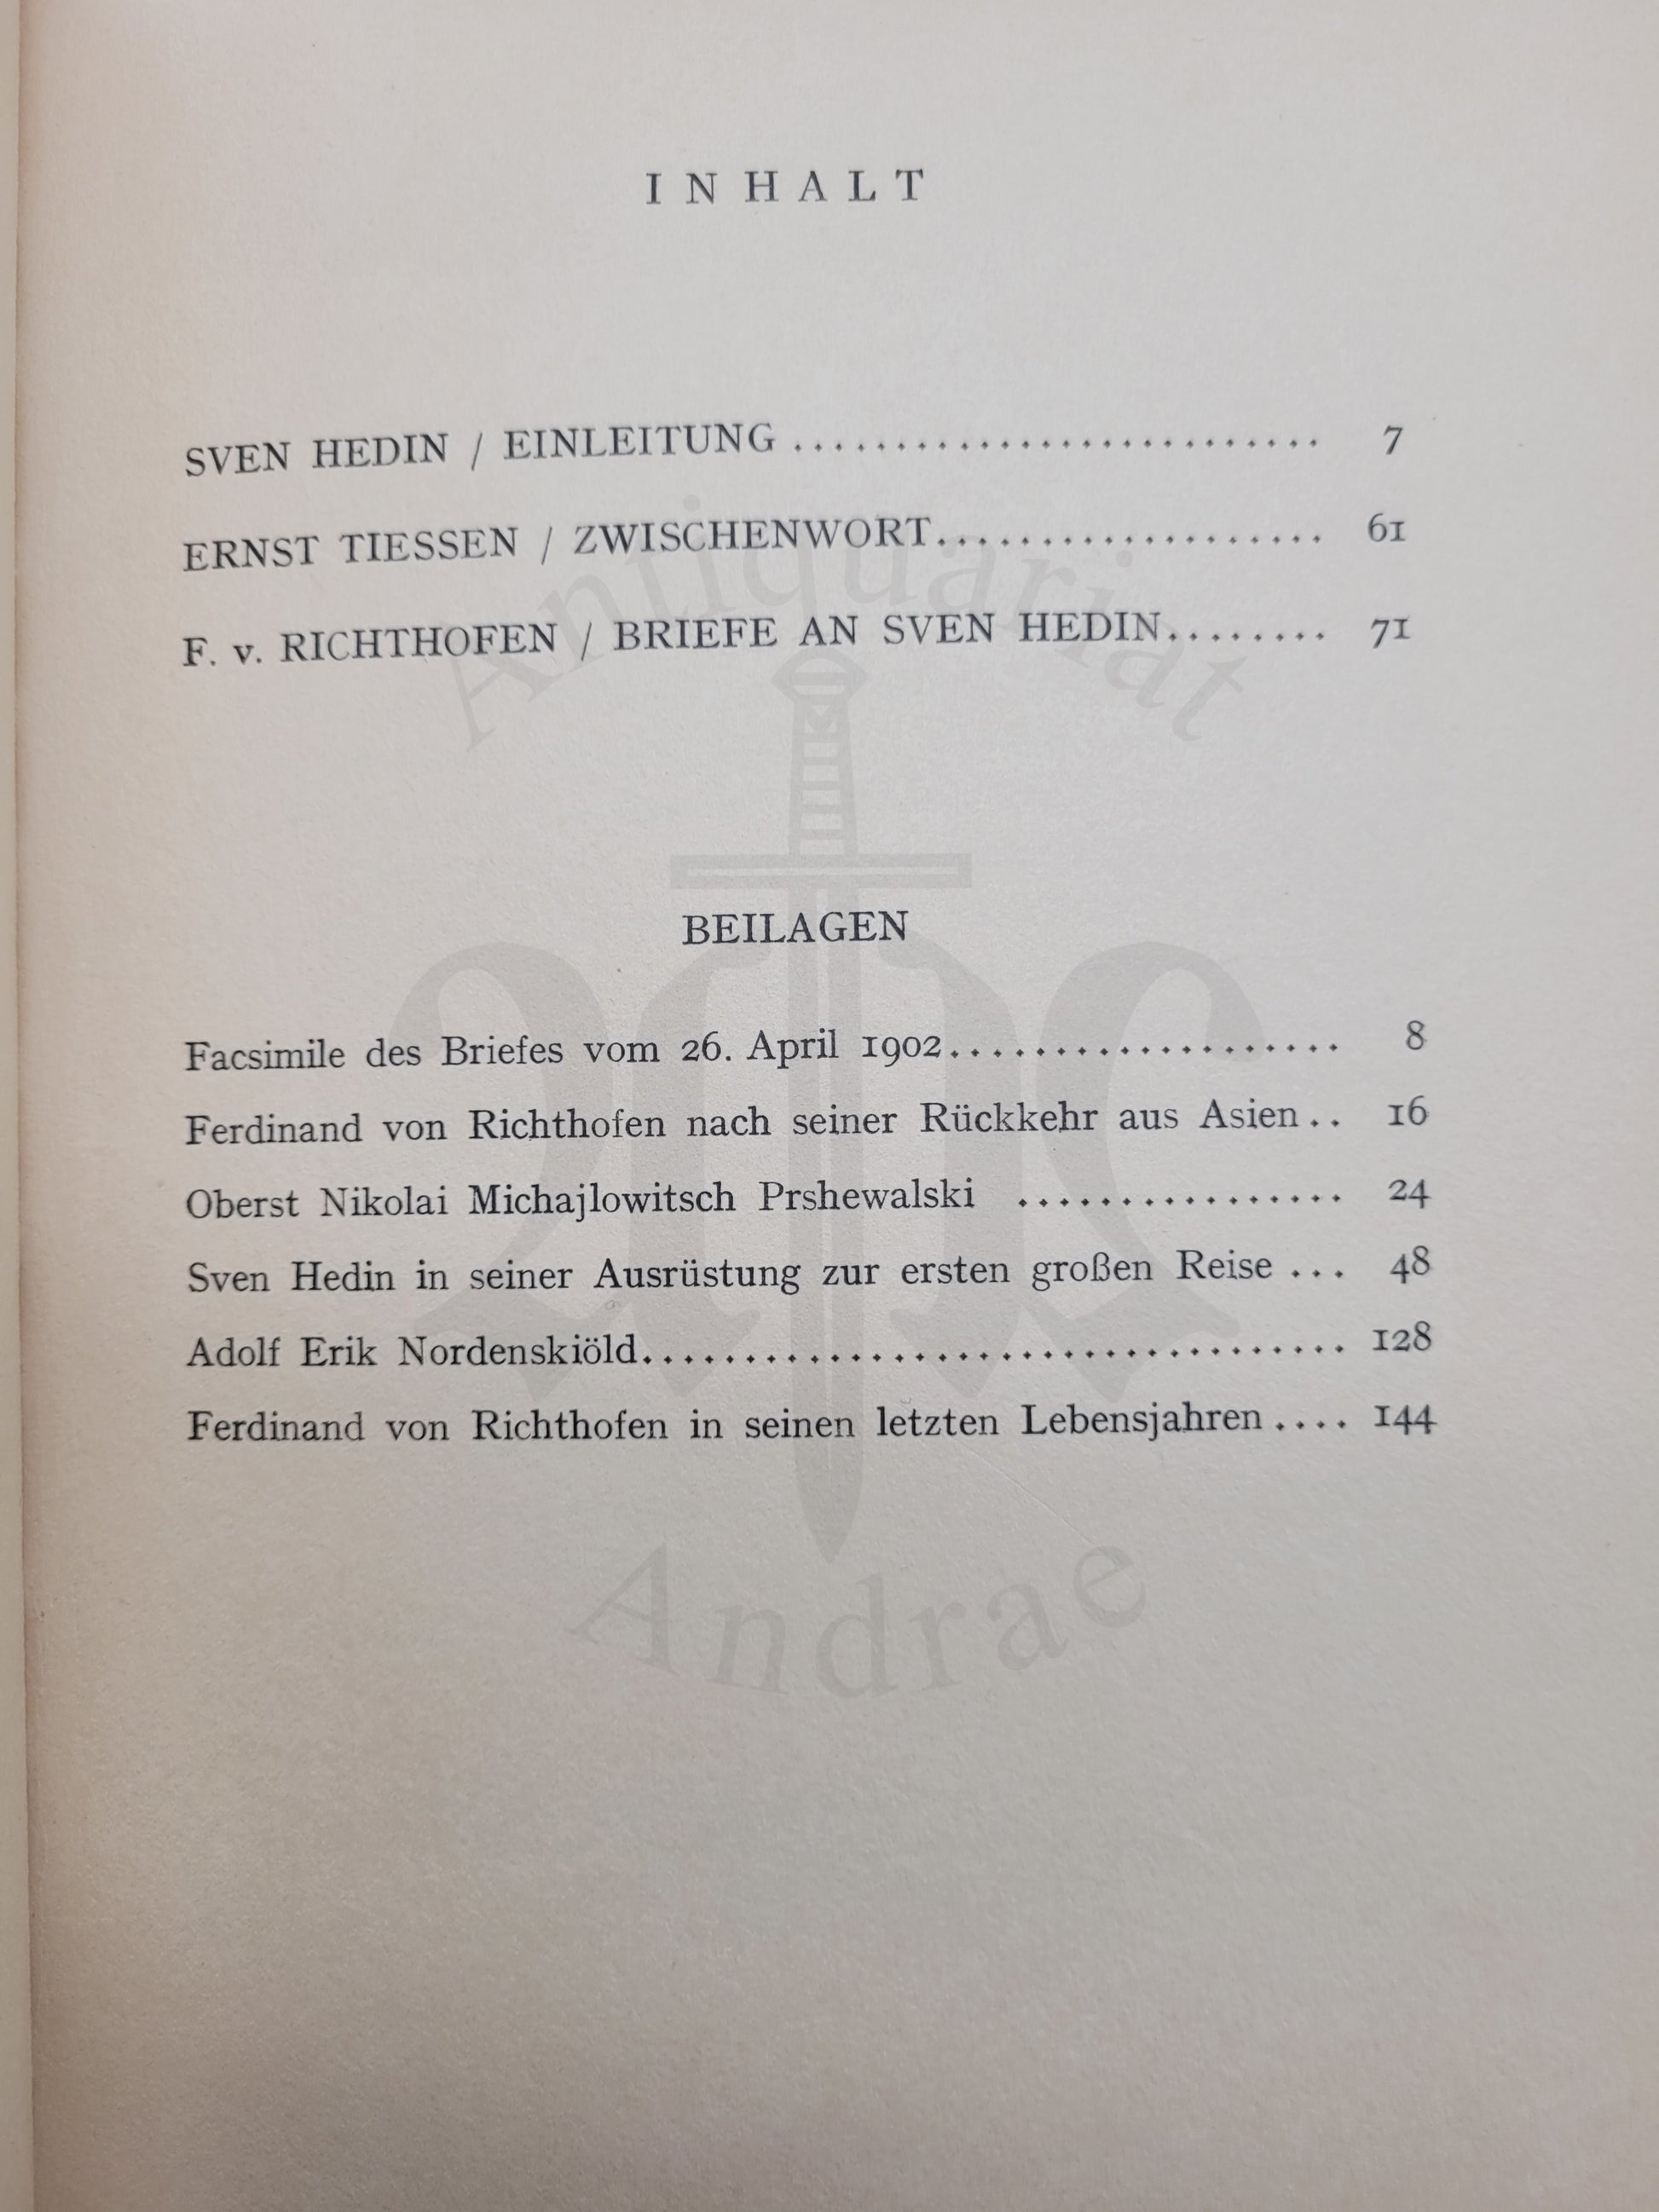 INHALT
SVEN HEDIN / EINLEITUNG .......................... 7
ERNST TIESSEN / ZWISCHENWORT................... 61
F. v. RICHTHOFEN / BRIEFE AN SVEN HEDIN........ 71
Antiquariat
BEILAGEN
Facsimile des Briefes vom 26. April 1902................... 8
Ferdinand von Richthofen nach seiner Rückkehr aus Asien.. 16
Oberst Nikolai Michajlowitsch Prshewalski ................ 24
Sven Hedin in seiner Ausrüstung zur ersten großen Reise ... 48
Adolf Erik Nordenskiöld.................................. 128
Ferdinand von Richthofen in seinen letzten Lebensjahren.... 144
Andrae